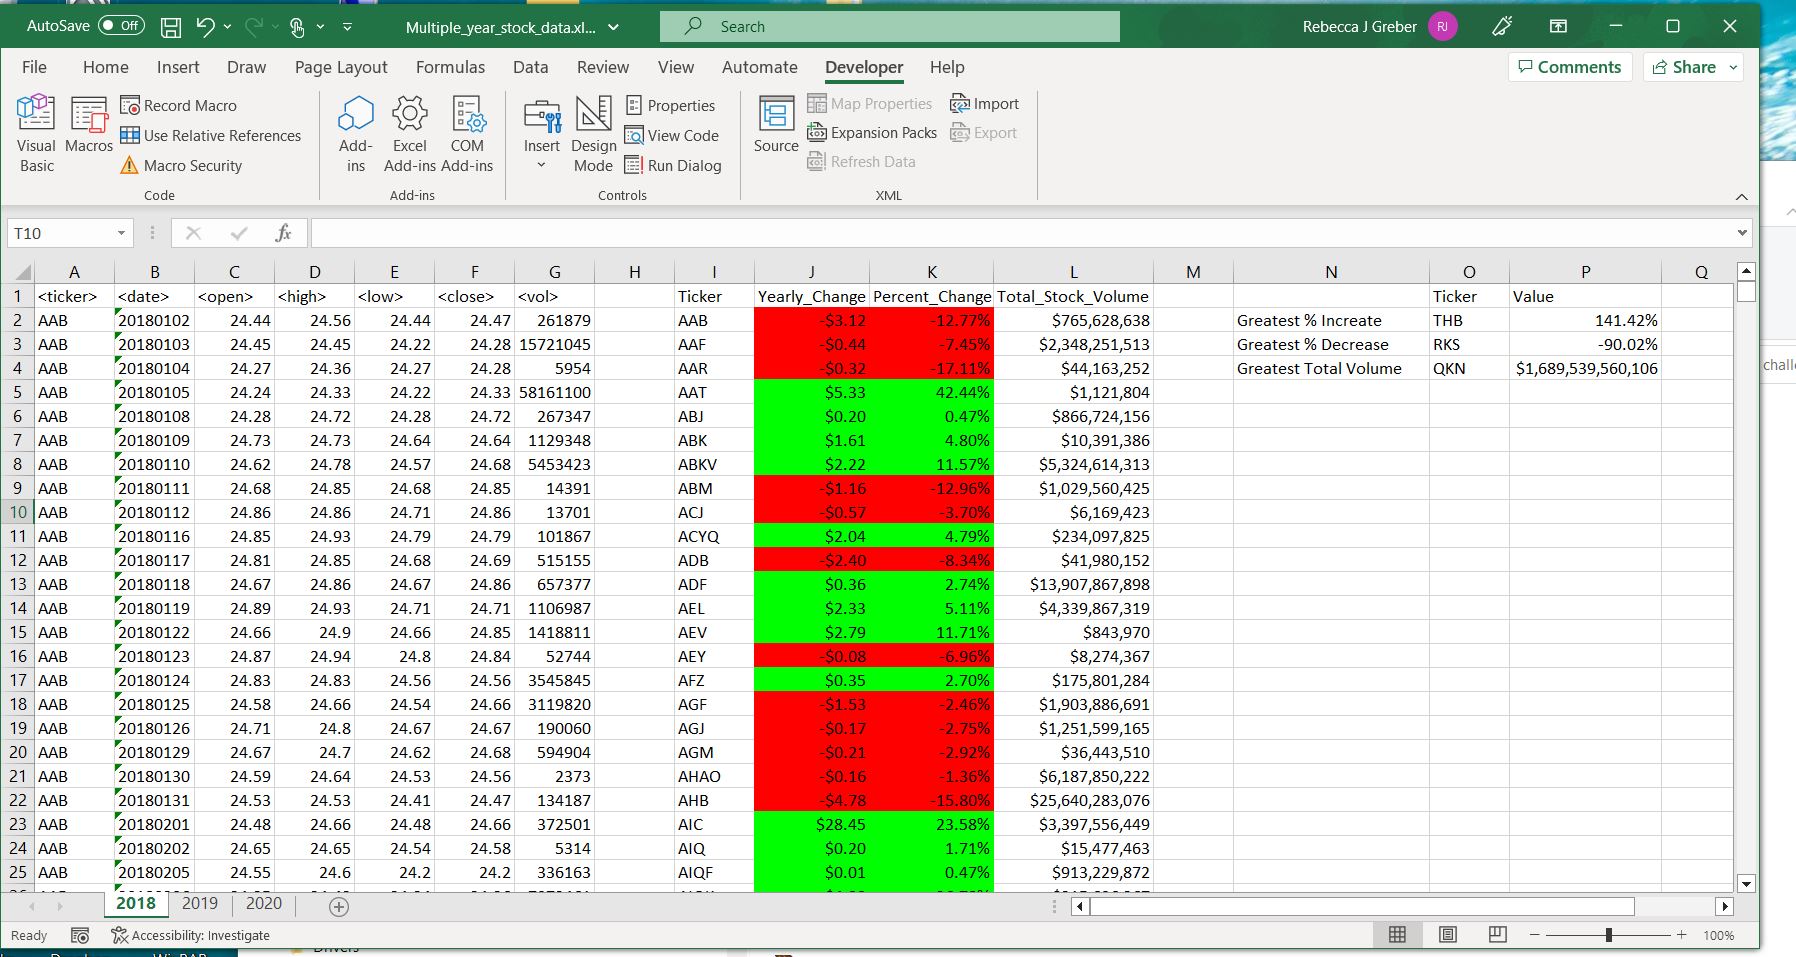 AutoSave Off Multiple_year_stock_data.xl... Search Rebecca J Greber RJ
File Home Insert Draw Page Layout Formulas Data Review View Automate Developer Help Comments Share
Visual Basic
Macros
Record Macro
Use Relative References
Macro Security
Code
Add-ins
Excel Add-ins
COM Add-ins
Add-ins
Insert
Design Mode
Properties
View Code
Run Dialog
Controls
Source
Map Properties
Expansion Packs
Refresh Data
Import
Export
XML
T10 fx
A B C D E F G H I J K L M N O P Q
1 <ticker> <date> <open> <high> <low> <close> <vol> Ticker Yearly_Change Percent_Change Total_Stock_Volume Ticker Value
2 AAB 20180102 24.44 24.56 24.44 24.47 261879 AAB -$3.12 -12.77% $765,628,638 Greatest % Increate THB 141.42%
3 AAB 20180103 24.45 24.45 24.22 24.28 15721045 AAF -$0.44 -7.45% $2,348,251,513 Greatest % Decrease RKS -90.02%
4 AAB 20180104 24.27 24.36 24.27 24.28 5954 AAR -$0.32 -17.11% $44,163,252 Greatest Total Volume QKN $1,689,539,560,106
5 AAB 20180105 24.24 24.33 24.22 24.33 58161100 AAT $5.33 42.44% $1,121,804
6 AAB 20180108 24.28 24.72 24.28 24.72 267347 ABJ $0.20 0.47% $866,724,156
7 AAB 20180109 24.73 24.73 24.64 24.64 1129348 ABK $1.61 4.80% $10,391,386
8 AAB 20180110 24.62 24.78 24.57 24.68 5453423 ABKV $2.22 11.57% $5,324,614,313
9 AAB 20180111 24.68 24.85 24.68 24.85 14391 ABM -$1.16 -12.96% $1,029,560,425
10 AAB 20180112 24.86 24.86 24.71 24.86 13701 ACJ -$0.57 -3.70% $6,169,423
11 AAB 20180116 24.85 24.93 24.79 24.79 101867 ACYQ $2.04 4.79% $234,097,825
12 AAB 20180117 24.81 24.85 24.68 24.69 515155 ADB -$2.40 -8.34% $41,980,152
13 AAB 20180118 24.67 24.86 24.67 24.86 657377 ADF $0.36 2.74% $13,907,867,898
14 AAB 20180119 24.89 24.93 24.71 24.71 1106987 AEL $2.33 5.11% $4,339,867,319
15 AAB 20180122 24.66 24.9 24.66 24.85 1418811 AEV $2.79 11.71% $843,970
16 AAB 20180123 24.87 24.94 24.8 24.84 52744 AEY -$0.08 -6.96% $8,274,367
17 AAB 20180124 24.83 24.83 24.56 24.56 3545845 AFZ $0.35 2.70% $175,801,284
18 AAB 20180125 24.58 24.66 24.54 24.66 3119820 AGF -$1.53 -2.46% $1,903,886,691
19 AAB 20180126 24.71 24.8 24.67 24.67 190060 AGJ -$0.17 -2.75% $1,251,599,165
20 AAB 20180129 24.67 24.7 24.62 24.68 594904 AGM -$0.21 -2.92% $36,443,510
21 AAB 20180130 24.59 24.64 24.53 24.56 2373 AHAO -$0.16 -1.36% $6,187,850,222
22 AAB 20180131 24.53 24.53 24.41 24.47 134187 AHB -$4.78 -15.80% $25,640,283,076
23 AAB 20180201 24.48 24.66 24.48 24.66 372501 AIC $28.45 23.58% $3,397,556,449
24 AAB 20180202 24.65 24.65 24.54 24.58 5314 AIQ $0.20 1.71% $15,477,463
25 AAB 20180205 24.55 24.6 24.2 24.2 336163 AIQF $0.01 0.47% $913,229,872
2018 2019 2020
Ready Accessibility: Investigate 100%